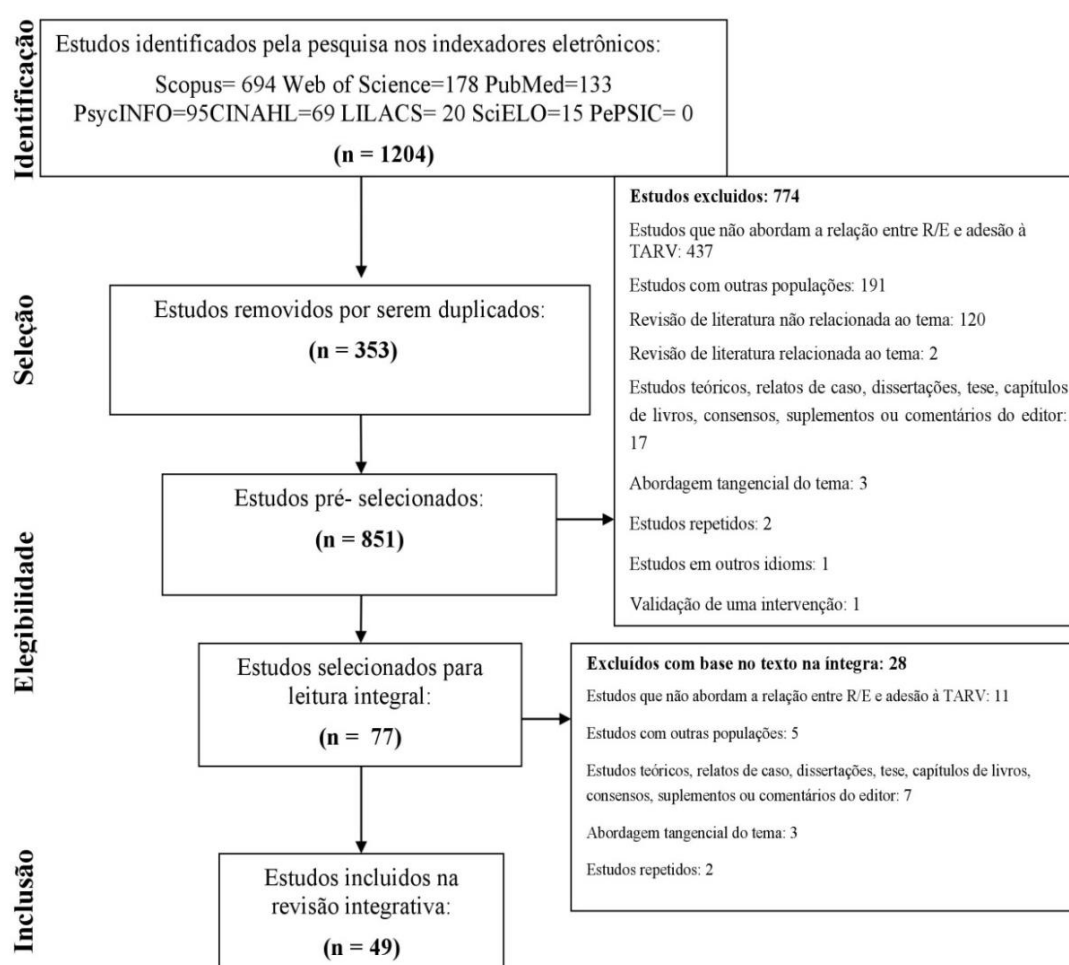 Identificação
Estudos identificados pela pesquisa nos indexadores eletrônicos:
Scopus= 694 Web of Science=178 PubMed=133
PsycINFO=95CINAHL=69 LILACS= 20 SciELO=15 PePSIC= 0
(n = 1204)
Seleção
Estudos removidos por serem duplicados:
(n = 353)
Estudos excluidos: 774
Estudos que não abordam a relação entre R/E e adesão à
TARV: 437
Estudos com outras populações: 191
Revisão de literatura não relacionada ao tema: 120
Revisão de literatura relacionada ao tema: 2
Estudos teóricos, relatos de caso, dissertações, tese, capítulos
de livros, consensos, suplementos ou comentários do editor:
17
Abordagem tangencial do tema: 3
Estudos repetidos: 2
Estudos em outros idioms: 1
Validação de uma intervenção: 1
Elegibilidade
Estudos pré- selecionados:
(n = 851)
Estudos selecionados para
leitura integral:
(n = 77)
Excluídos com base no texto na íntegra: 28
Estudos que não abordam a relação entre R/E e adesão à TARV: 11
Estudos com outras populações: 5
Estudos teóricos, relatos de caso, dissertações, tese, capítulos de livros,
consensos, suplementos ou comentários do editor: 7
Abordagem tangencial do tema: 3
Estudos repetidos: 2
Inclusão
Estudos incluidos na
revisão integrativa:
(n = 49)